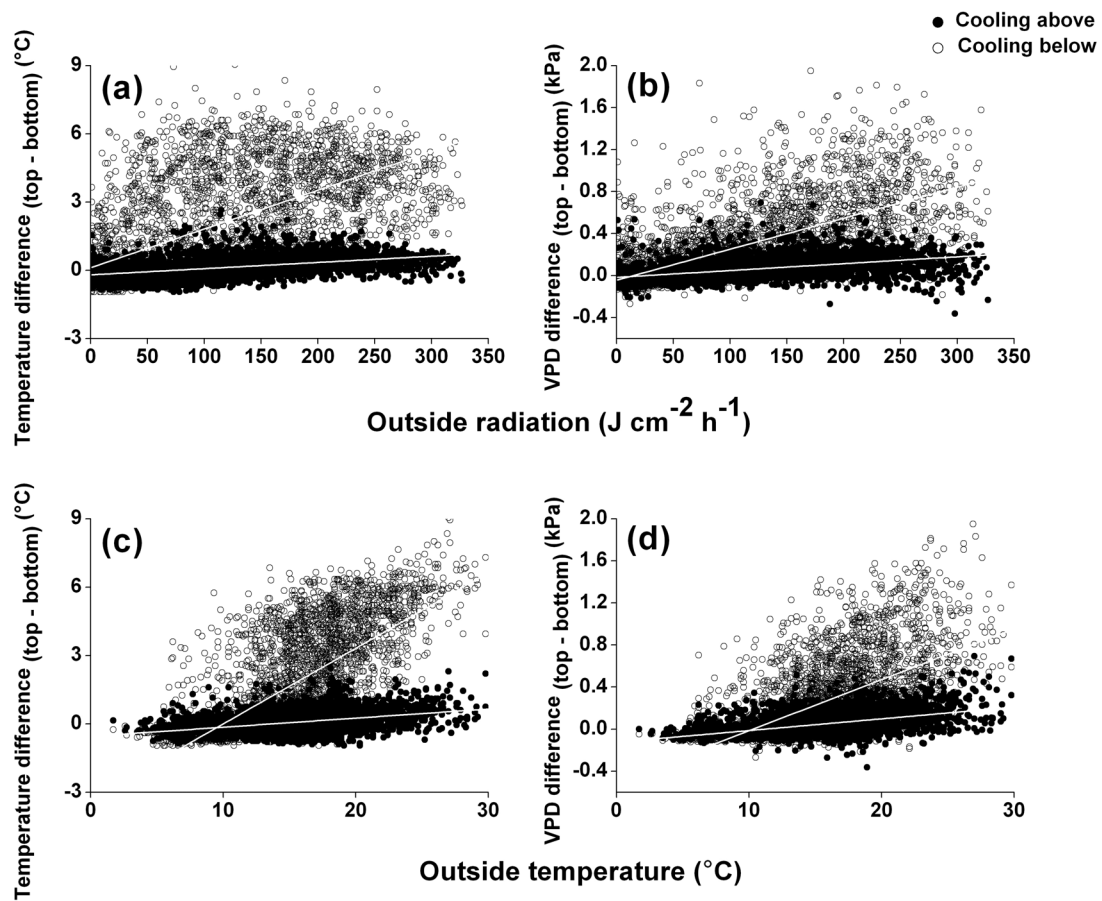 ● Cooling above
○ Cooling below
Temperature difference (top - bottom) (°C)
(a)
9
6
3
0
-3
0 50 100 150 200 250 300 350
VPD difference (top - bottom) (kPa)
(b)
2.0
1.6
1.2
0.8
0.4
0.0
-0.4
0 50 100 150 200 250 300 350
Outside radiation (J cm⁻² h⁻¹)
Temperature difference (top - bottom) (°C)
(c)
9
6
3
0
-3
0 10 20 30
VPD difference (top - bottom) (kPa)
(d)
2.0
1.6
1.2
0.8
0.4
0.0
-0.4
0 10 20 30
Outside temperature (°C)